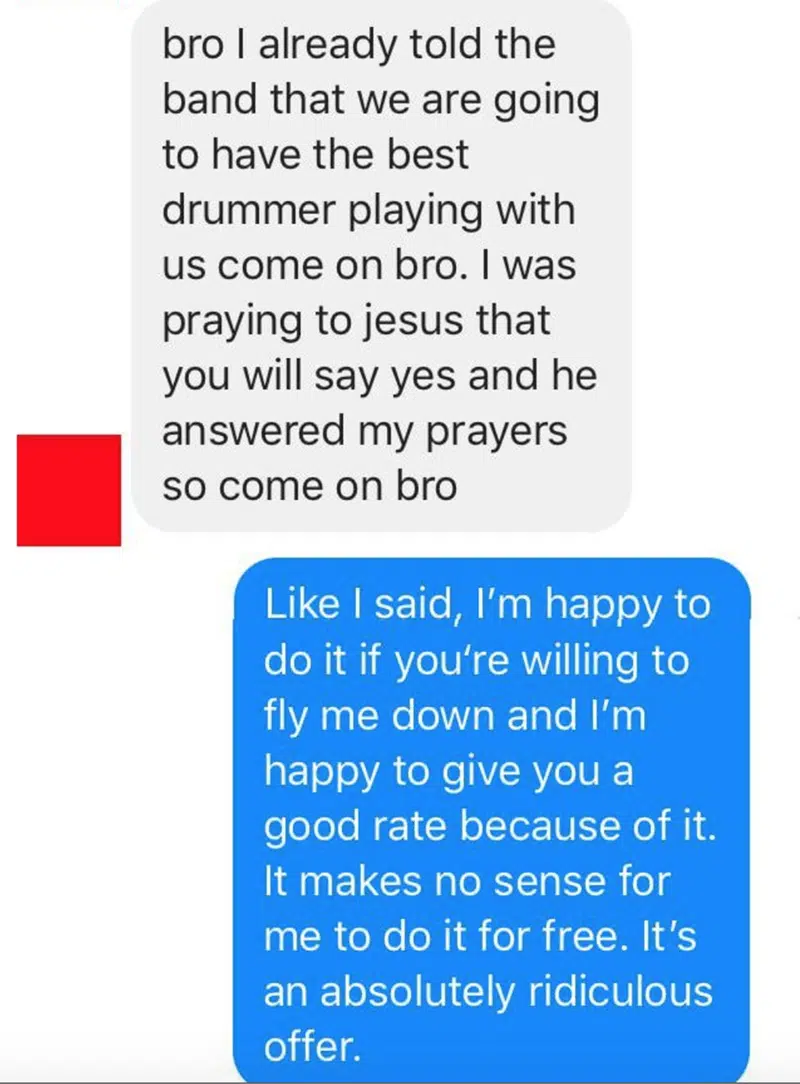 bro I already told the
band that we are going
to have the best
drummer playing with
us come on bro. I was
praying to jesus that
you will say yes and he
answered my prayers
so come on bro
Like I said, I’m happy to
do it if you're willing to
fly me down and I’m
happy to give you a
good rate because of it.
It makes no sense for
me to do it for free. It’s
an absolutely ridiculous
offer.